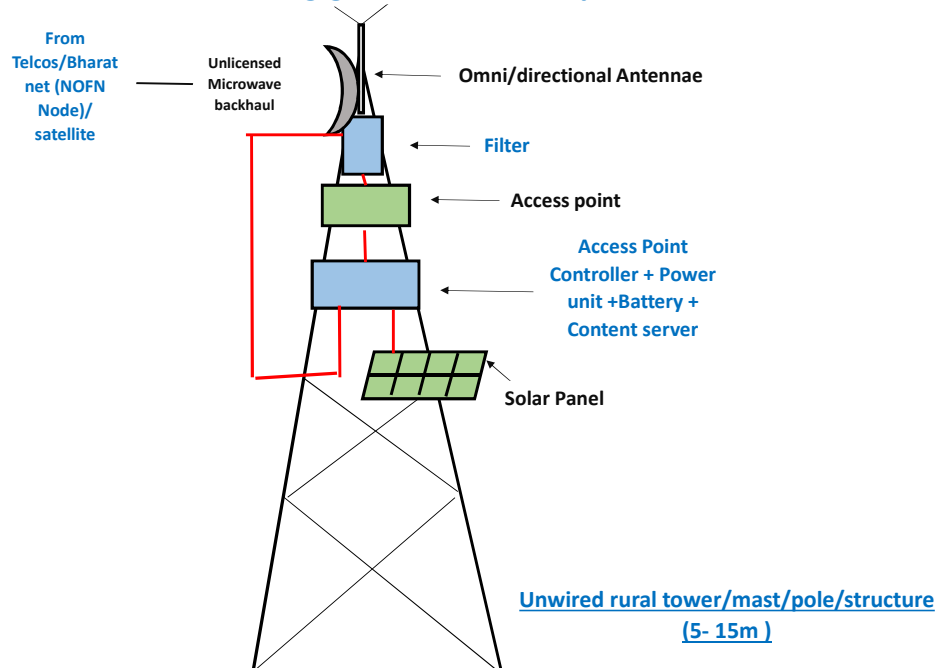 From
Telcos/Bharat
net (NOFN
Node)/
satellite
Unlicensed
Microwave
backhaul
Omni/directional Antennae
Filter
Access point
Access Point
Controller + Power
unit +Battery +
Content server
Solar Panel
Unwired rural tower/mast/pole/structure
(5- 15m )